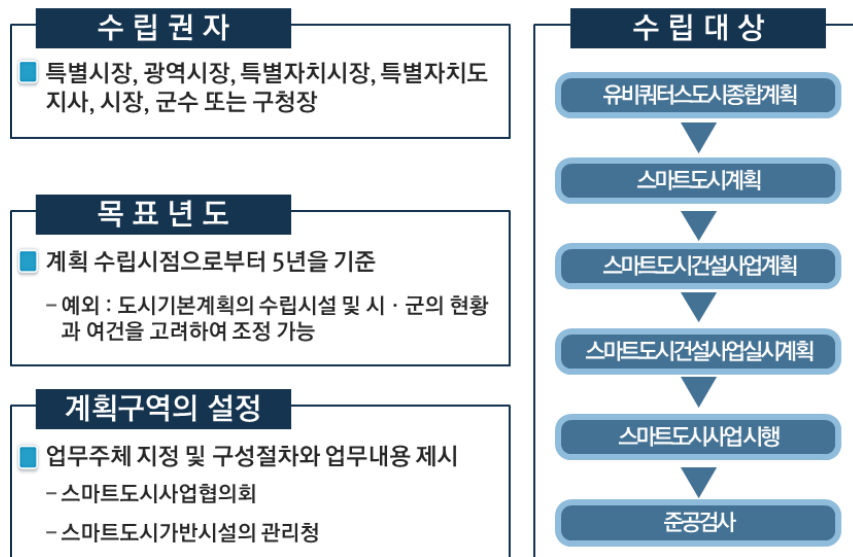 수립권자
특별시장, 광역시장, 특별자치시장, 특별자치도
지사, 시장, 군수 또는 구청장
목표년도
계획 수립시점으로부터 5년을 기준
– 예외 : 도시기본계획의 수립시설 및 시 · 군의 현황
과 여건을 고려하여 조정 가능
계획구역의 설정
업무주체 지정 및 구성절차와 업무내용 제시
– 스마트도시사업협의회
– 스마트도시가반시설의 관리청
수립대상
유비쿼터스도시종합계획
스마트도시계획
스마트도시건설사업계획
스마트도시건설사업실시계획
스마트도시사업 시행
준공검사